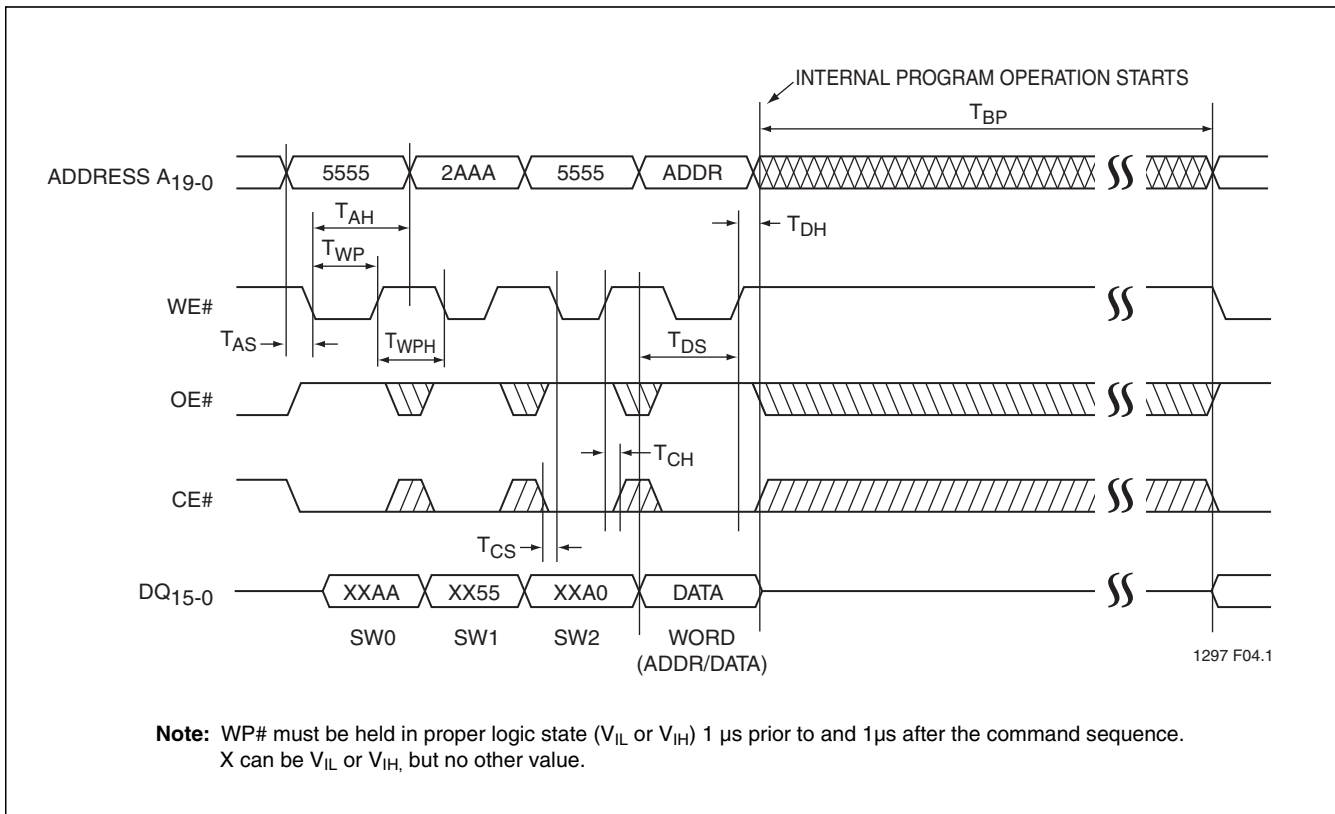 INTERNAL PROGRAM OPERATION STARTS
TBP
ADDRESS A19-0
5555 2AAA 5555 ADDR
TAH
TDH
TWP
WE#
TAS
TWPH
TDS
OE#
TCH
CE#
TCS
DQ15-0
XXAA XX55 XXA0 DATA
SW0 SW1 SW2 WORD
(ADDR/DATA)
1297 F04.1
Note: WP# must be held in proper logic state (VIL or VIH) 1 µs prior to and 1µs after the command sequence.
X can be VIL or VIH, but no other value.